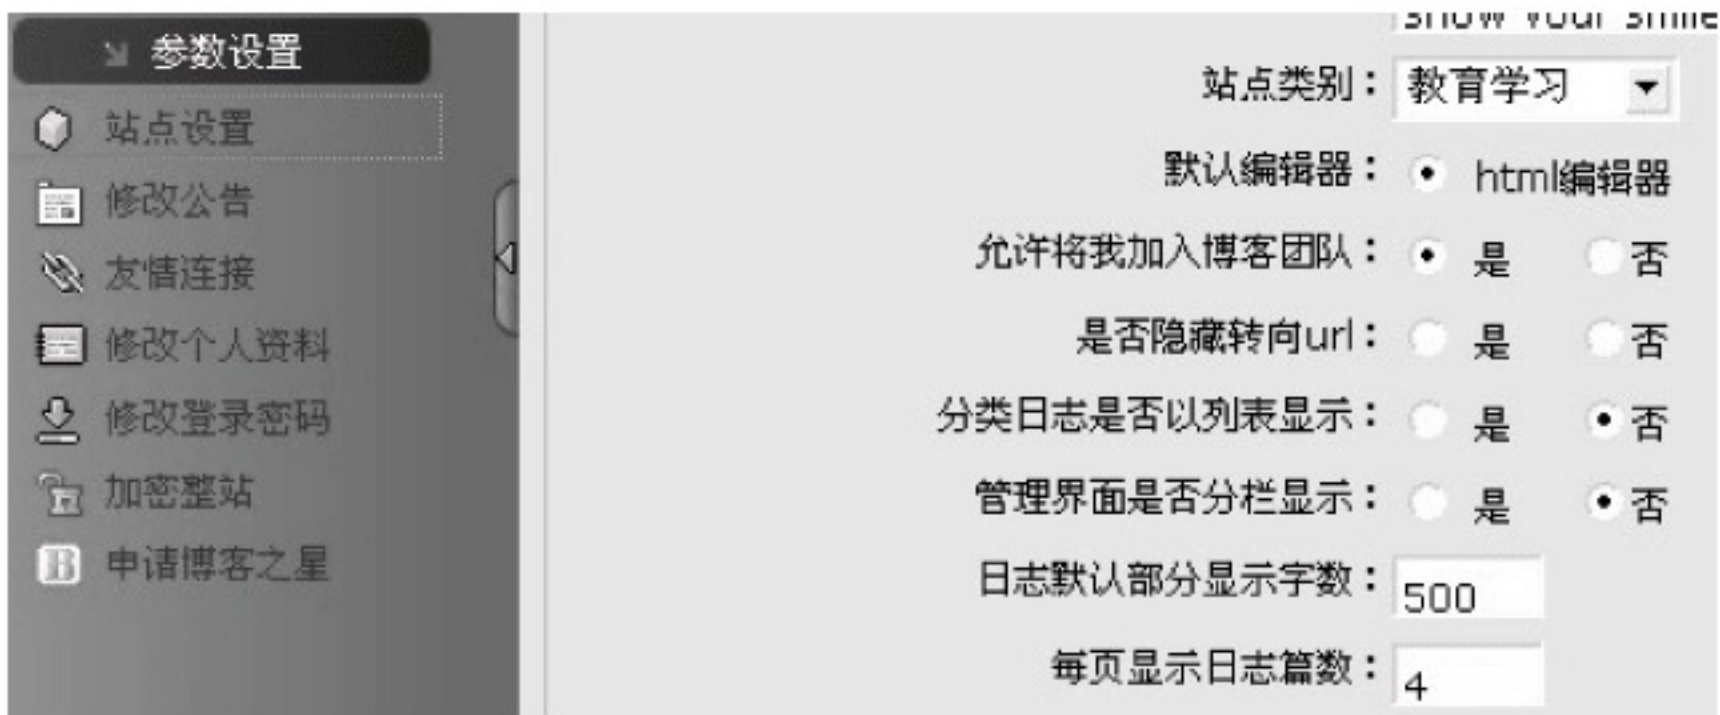 参数设置
站点设置
修改公告
友情连接
修改个人资料
修改登录密码
加密整站
申请博客之星
show your smile
站点类别： 教育学习
默认编辑器： html编辑器
允许将我加入博客团队： 是 否
是否隐藏转向url： 是 否
分类日志是否以列表显示： 是 否
管理界面是否分栏显示： 是 否
日志默认部分显示字数： 500
每页显示日志篇数： 4